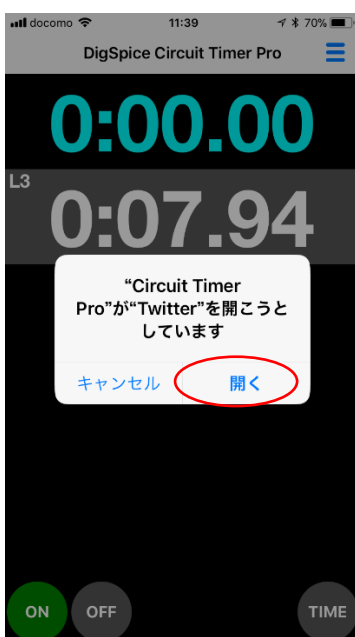 docomo 11:39 70%
DigSpice Circuit Timer Pro
0:00.00
L3
0:07.94
“Circuit Timer
Pro”が“Twitter”を開こうと
しています
キャンセル 開く
ON OFF TIME